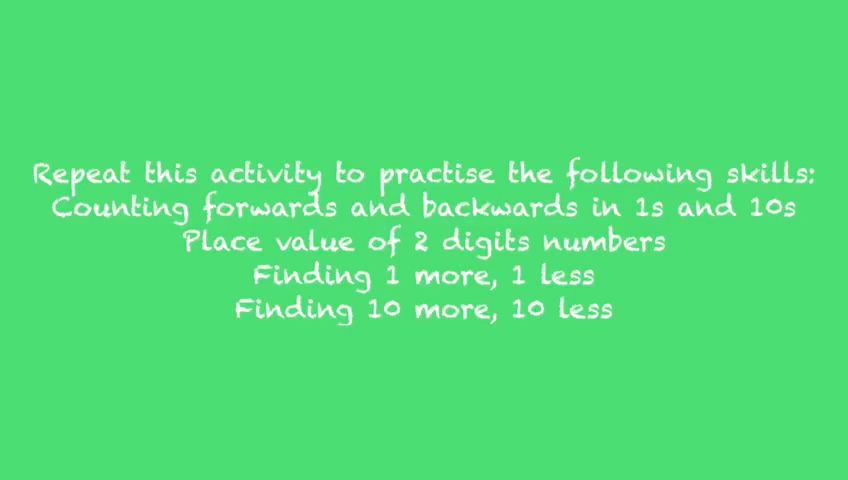 Repeat this activity to practise the following skills:
Counting forwards and backwards in 1s and 10s
Place value of 2 digits numbers
Finding 1 more, 1 less
Finding 10 more, 10 less